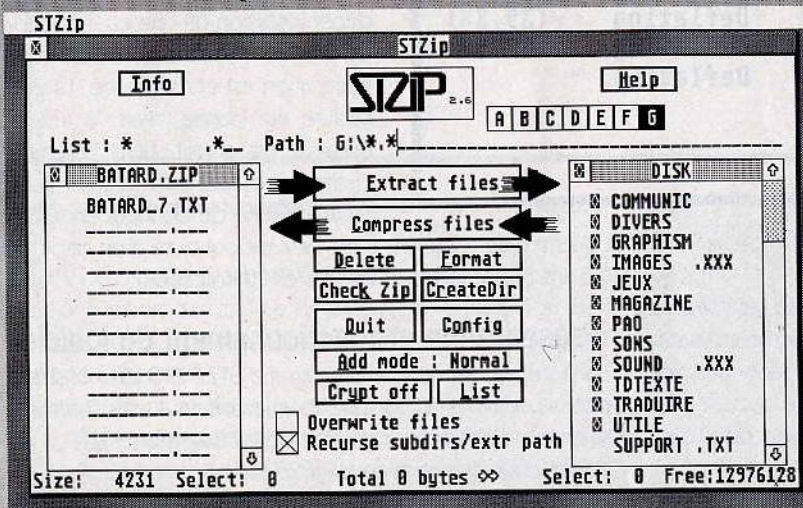 STZip
STZip
Info
STZIP 2.6
Help
A B C D E F G
List : * .*__ Path : G:\*.*
BATARD.ZIP
BATARD_7.TXT
Extract files
Compress files
Delete Format
Check Zip CreateDir
Quit Config
Add mode : Normal
Crypt off List
Overwrite files
Recurse subdirs/extr path
DISK
COMMUNIC
DIVERS
GRAPHISM
IMAGES .XXX
JEUX
MAGAZINE
PAO
SONS
SOUND .XXX
TDTEXTE
TRADUIRE
UTILE
SUPPORT .TXT
Size: 4231 Select: 0 Total 0 bytes Select: 0 Free:12976128